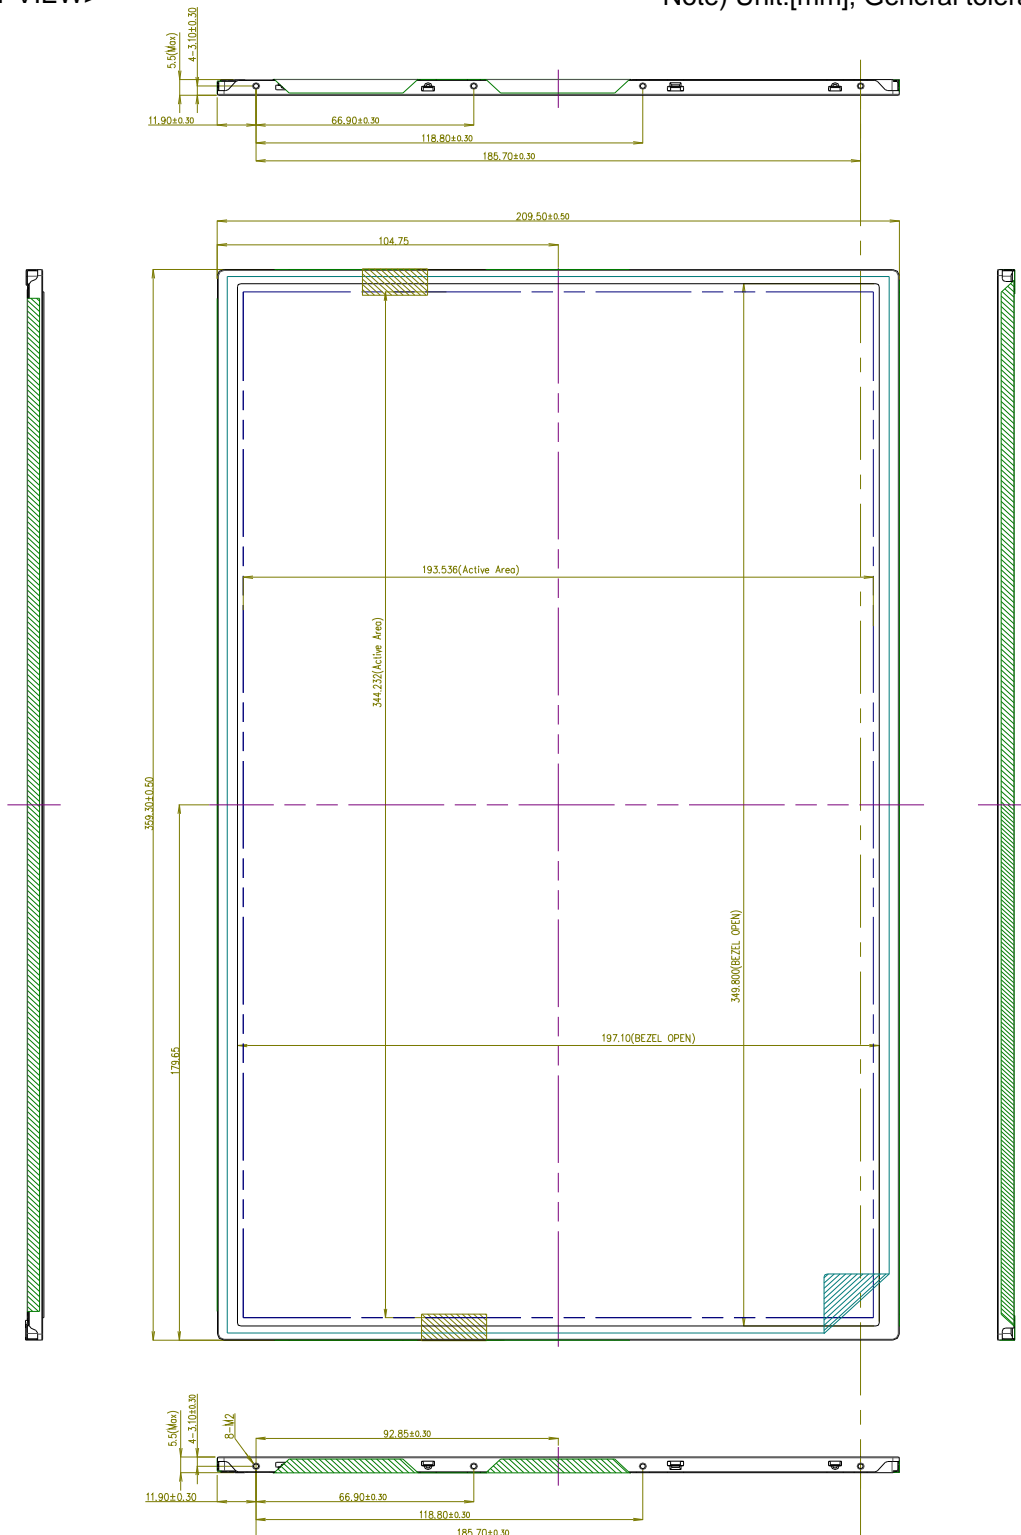 VIEW>
Note) Unit:[mm], General tolera
5.5(Max)
4-3.10±0.30
11.90±0.30
66.90±0.30
118.80±0.30
185.70±0.30
209.50±0.50
104.75
193.536(Active Area)
344.232(Active Area)
359.30±0.50
349.800(BEZEL OPEN)
197.10(BEZEL OPEN)
179.65
5.5(Max)
4-3.10±0.30
8-M2
92.85±0.30
11.90±0.30
66.90±0.30
118.80±0.30
185.70±0.30